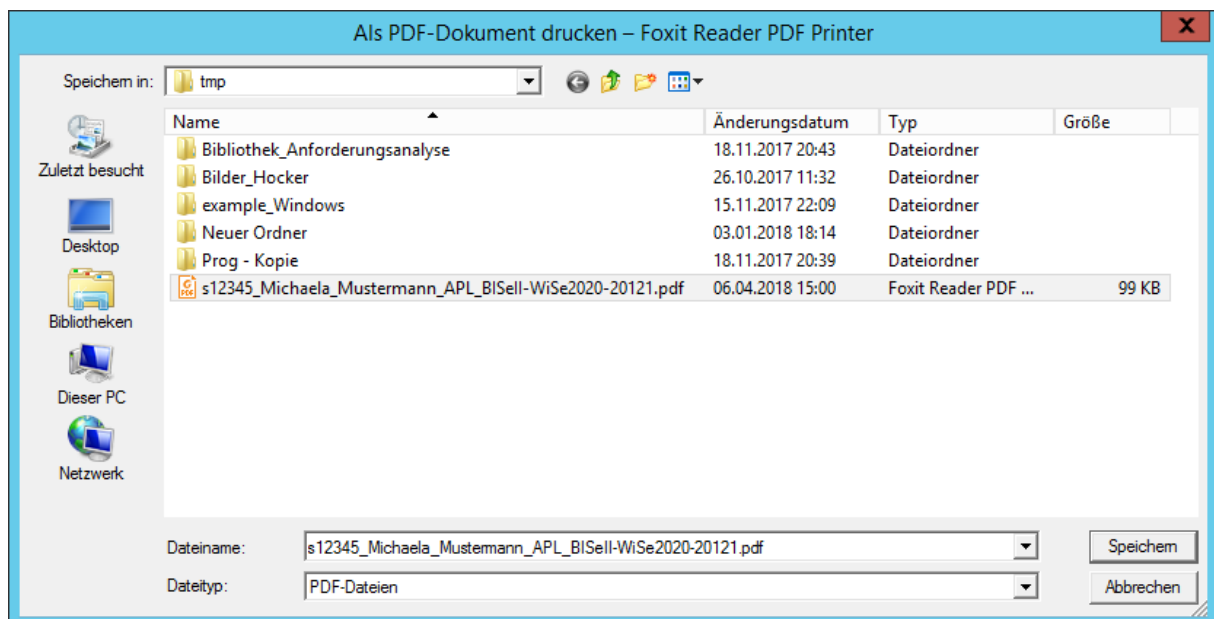 Als PDF-Dokument drucken – Foxit Reader PDF Printer
X
Speichern in: tmp
Name Änderungsdatum Typ Größe
Bibliothek_Anforderungsanalyse 18.11.2017 20:43 Dateiordner
Bilder_Hocker 26.10.2017 11:32 Dateiordner
example_Windows 15.11.2017 22:09 Dateiordner
Neuer Ordner 03.01.2018 18:14 Dateiordner
Prog - Kopie 18.11.2017 20:39 Dateiordner
s12345_Michaela_Mustermann_APL_BISell-WiSe2020-20121.pdf 06.04.2018 15:00 Foxit Reader PDF ... 99 KB
Zuletzt besucht
Desktop
Bibliotheken
Dieser PC
Netzwerk
Dateiname: s12345_Michaela_Mustermann_APL_BISell-WiSe2020-20121.pdf Speichern
Dateityp: PDF-Dateien Abbrechen